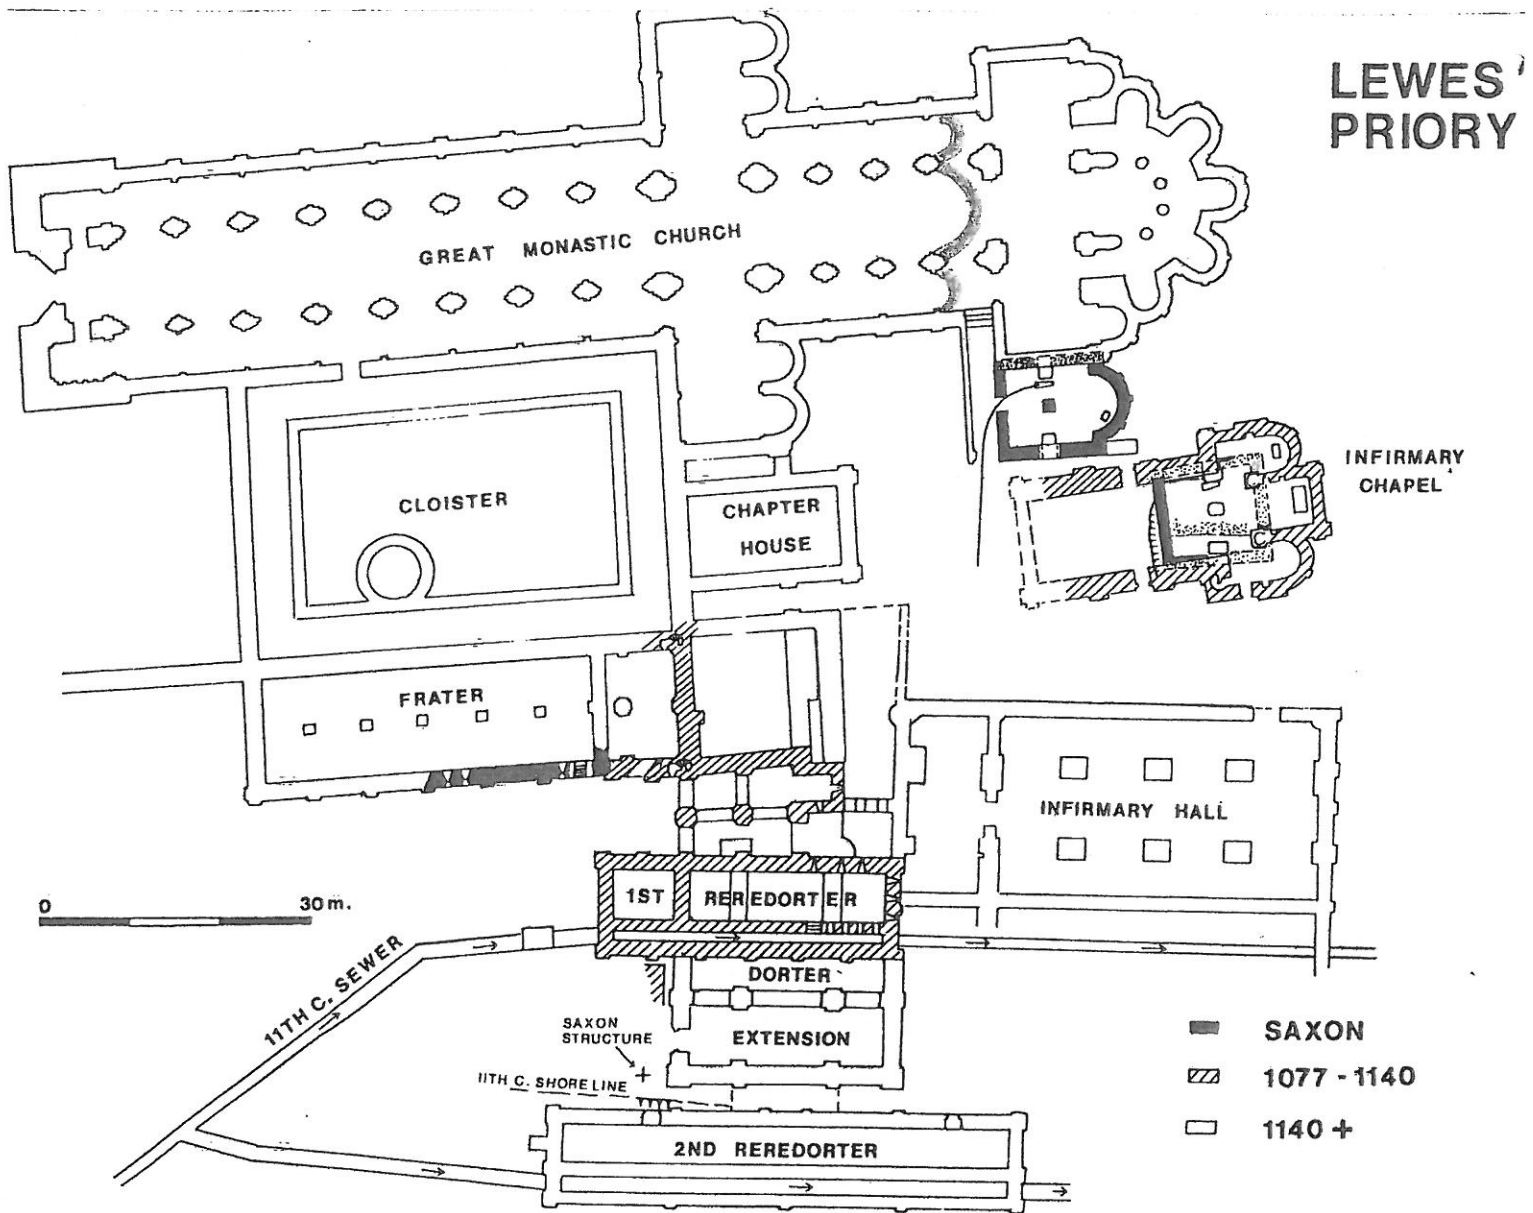 LEWES
PRIORY
GREAT MONASTIC CHURCH
CLOISTER
CHAPTER
HOUSE
INFIRMARY
CHAPEL
FRATER
INFIRMARY HALL
1ST REREDORTER
0 30 m.
11TH C. SEWER
DORTER
EXTENSION
SAXON
STRUCTURE
11TH C. SHORE LINE
2ND REREDORTER
SAXON
1077 - 1140
1140 +